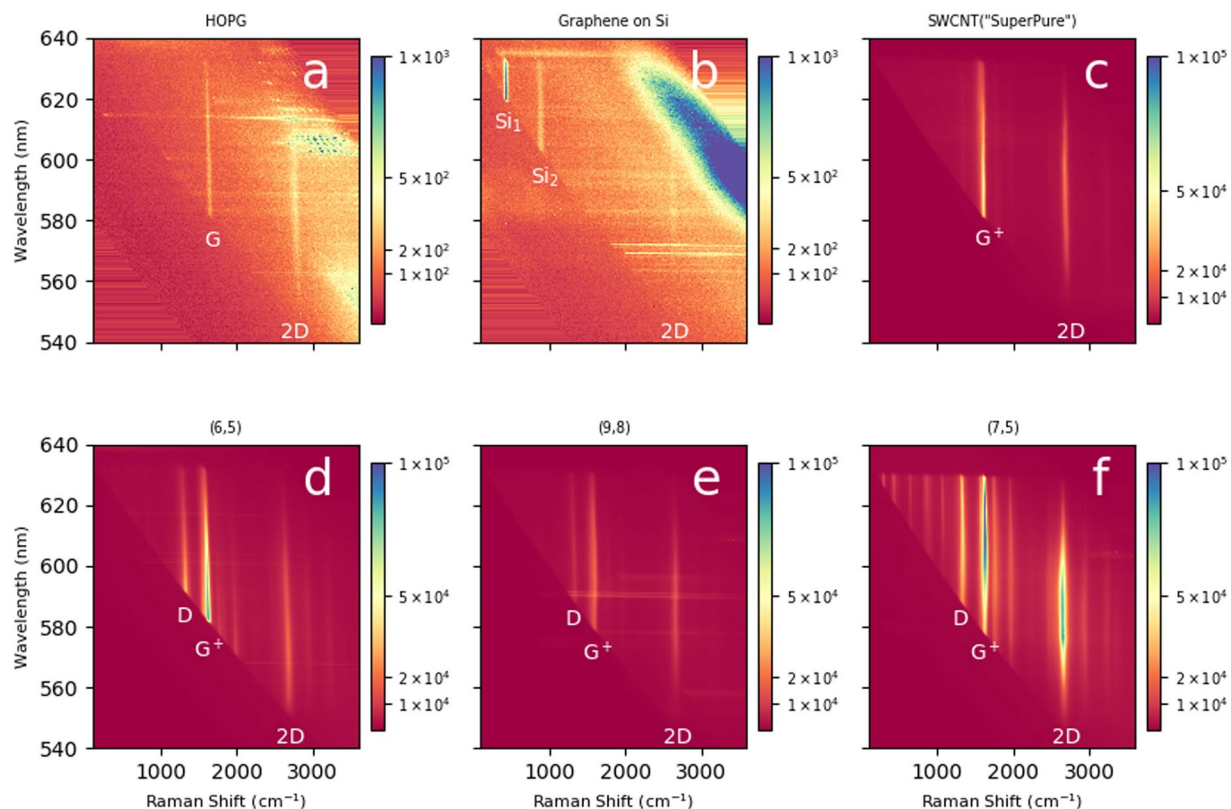 HOPG
Graphene on Si
SWCNT("SuperPure")
640
620
600
580
560
540
Wavelength (nm)
a
G
2D
1000
2000
3000
1×10³
5×10²
2×10²
1×10²
b
Si₁
Si₂
2D
1×10³
5×10²
2×10²
1×10²
c
G⁺
2D
1×10⁵
5×10⁴
2×10⁴
1×10⁴
(6,5)
(9,8)
(7,5)
640
620
600
580
560
540
Wavelength (nm)
d
D
G⁺
2D
1×10⁵
5×10⁴
2×10⁴
1×10⁴
e
D
G⁺
2D
1×10⁵
5×10⁴
2×10⁴
1×10⁴
f
D
G⁺
2D
1×10⁵
5×10⁴
2×10⁴
1×10⁴
1000 2000 3000
1000 2000 3000
1000 2000 3000
Raman Shift (cm⁻¹)
Raman Shift (cm⁻¹)
Raman Shift (cm⁻¹)